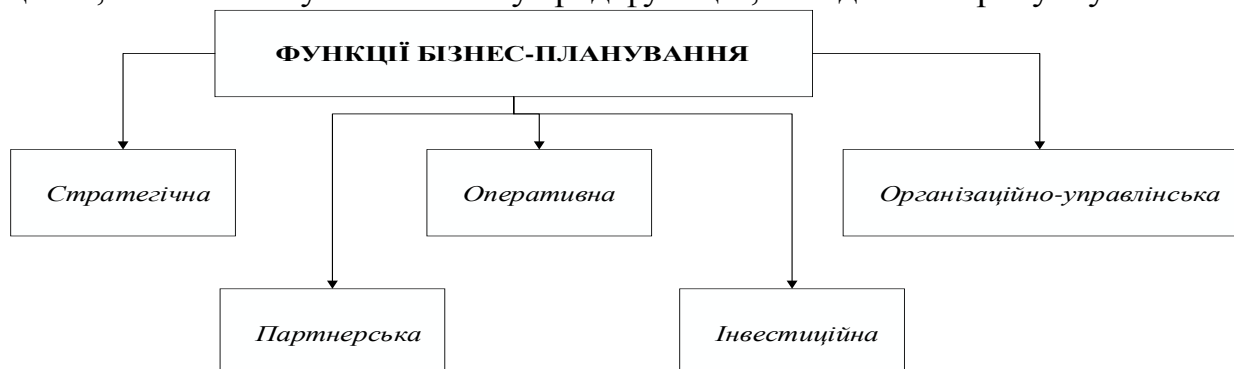 ФУНКЦІЇ БІЗНЕС-ПЛАНУВАННЯ
Стратегічна
Оперативна
Організаційно-управлінська
Партнерська
Інвестиційна